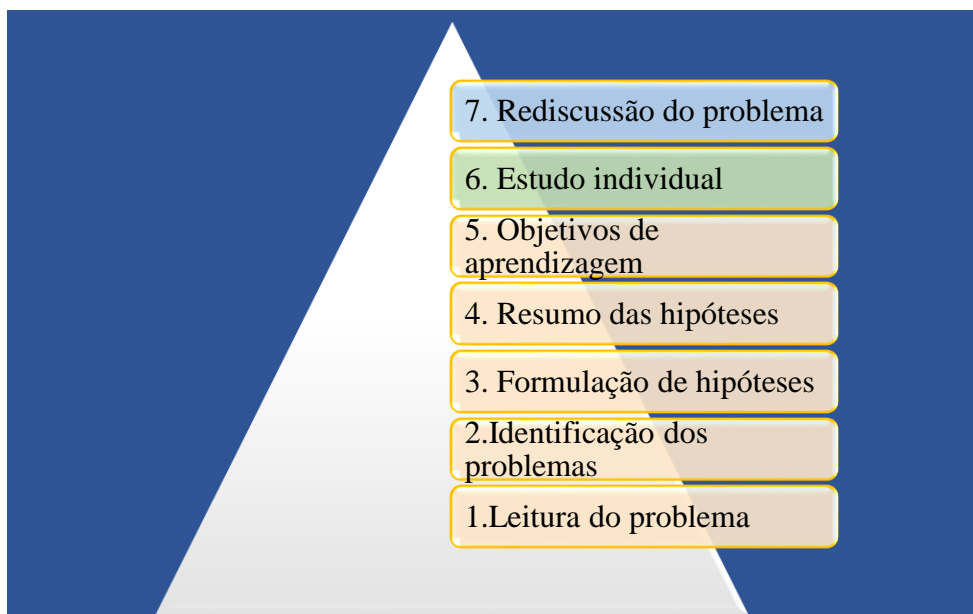 7. Rediscussão do problema
6. Estudo individual
5. Objetivos de
aprendizagem
4. Resumo das hipóteses
3. Formulação de hipóteses
2.Identificação dos
problemas
1.Leitura do problema